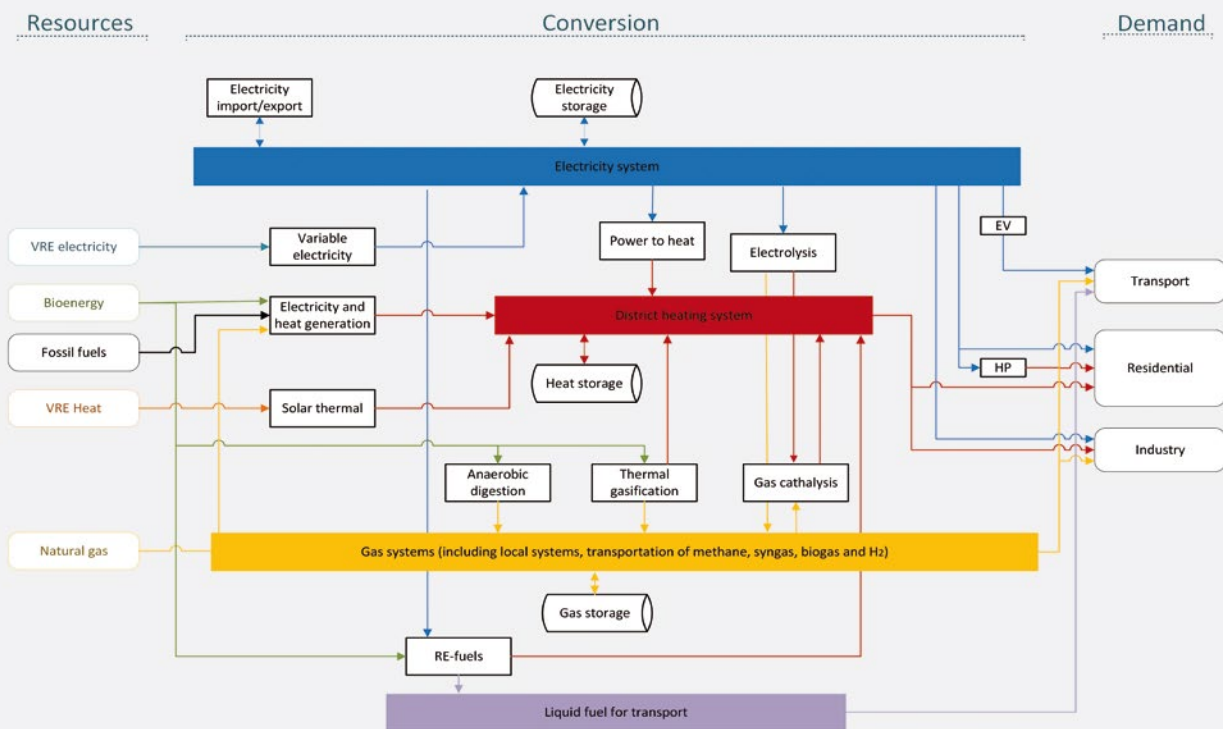 Resources
Conversion
Demand
Electricity
import/export
Electricity
storage
Electricity system
VRE electricity
Variable
electricity
Power to heat
Electrolysis
EV
Transport
Bioenergy
Electricity and
heat generation
District heating system
Fossil fuels
Heat storage
HP
Residential
VRE Heat
Solar thermal
Anaerobic
digestion
Thermal
gasification
Gas cathalysis
Industry
Natural gas
Gas systems (including local systems, transportation of methane, syngas, biogas and H2)
Gas storage
RE-fuels
Liquid fuel for transport